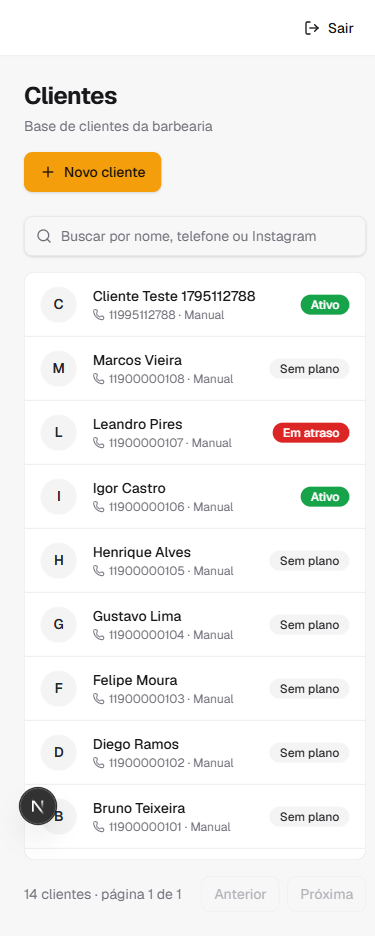 Sair
Clientes
Base de clientes da barbearia
Novo cliente
Buscar por nome, telefone ou Instagram
C Cliente Teste 1795112788 Ativo
11995112788 · Manual
M Marcos Vieira Sem plano
11900000108 · Manual
L Leandro Pires Em atraso
11900000107 · Manual
I Igor Castro Ativo
11900000106 · Manual
H Henrique Alves Sem plano
11900000105 · Manual
G Gustavo Lima Sem plano
11900000104 · Manual
F Felipe Moura Sem plano
11900000103 · Manual
D Diego Ramos Sem plano
11900000102 · Manual
N B Bruno Teixeira Sem plano
11900000101 · Manual
14 clientes · página 1 de 1 Anterior Próxima